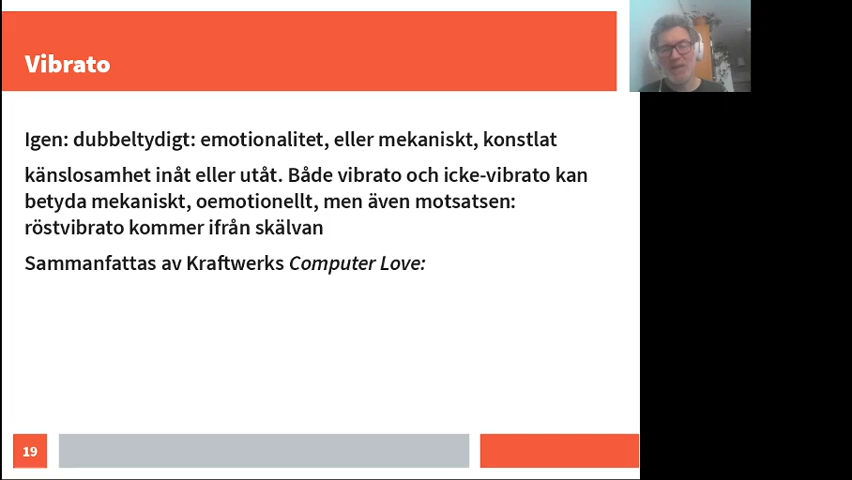 Vibrato
Igen: dubbeltydigt: emotionalitet, eller mekaniskt, konstlat
känslosamhet inåt eller utåt. Både vibrato och icke-vibrato kan
betyda mekaniskt, oemotionellt, men även motsatsen:
röstvibrato kommer ifrån skälvan
Sammanfattas av Kraftwerks Computer Love:
19